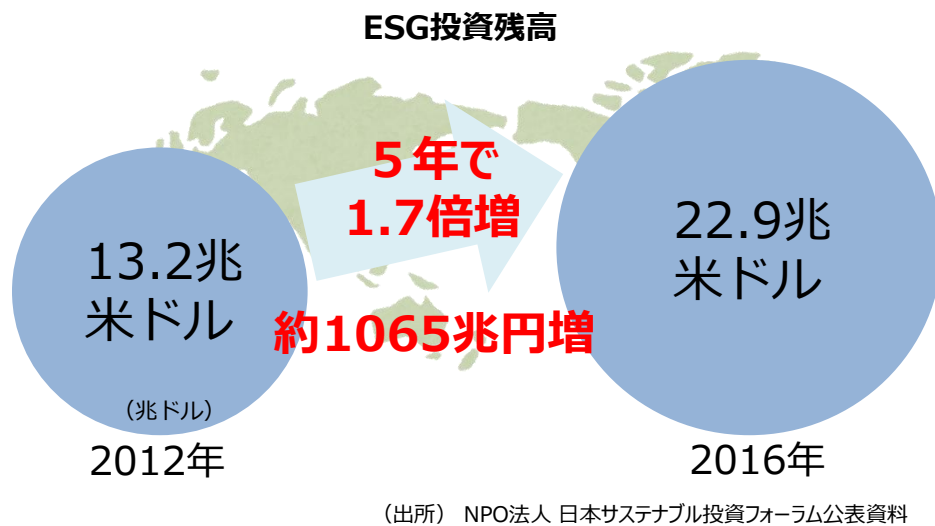 ESG投資残高
５年で
1.7倍増
約1065兆円増
13.2兆
米ドル
（兆ドル）
2012年
22.9兆
米ドル
2016年
（出所） NPO法人 日本サステナブル投資フォーラム公表資料